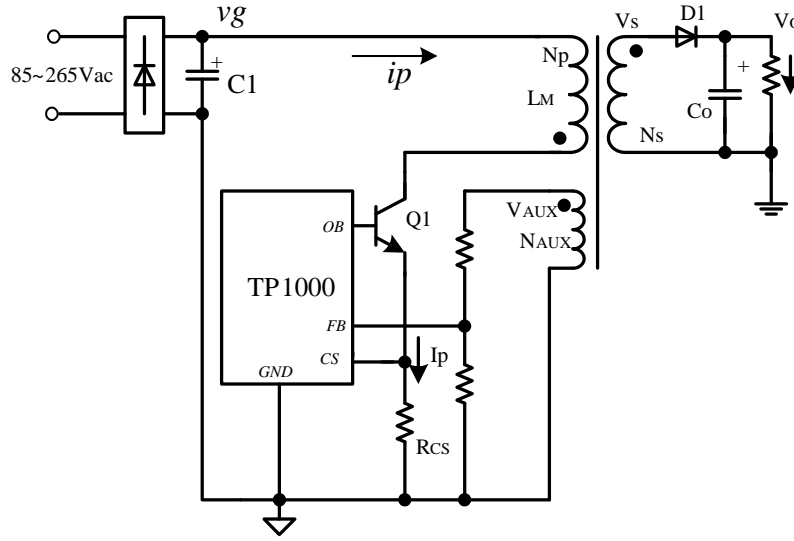 vg
Vs
D1
Vo
+
ip
Np
+
85~265Vac
C1
LM
Co
Ns
OB
Q1
VAUX
NAUX
TP1000
FB
CS
Ip
GND
RCS